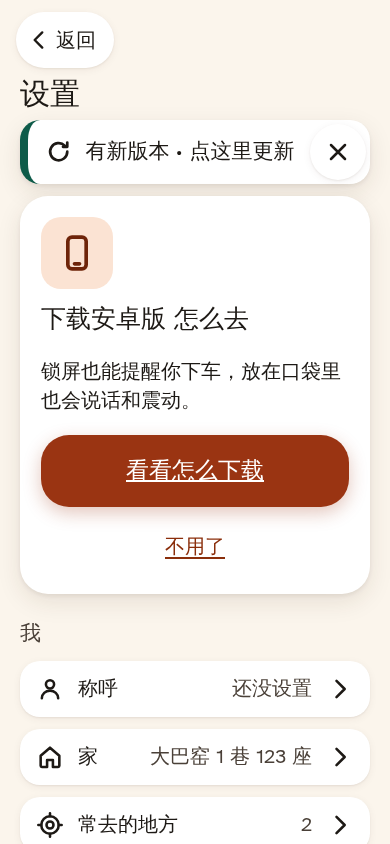 返回
设置
有新版本 • 点这里更新
下载安卓版 怎么去
锁屏也能提醒你下车，放在口袋里
也会说话和震动。
看看怎么下载
不用了
我
称呼 还没设置
家 大巴窑 1 巷 123 座
常去的地方 2